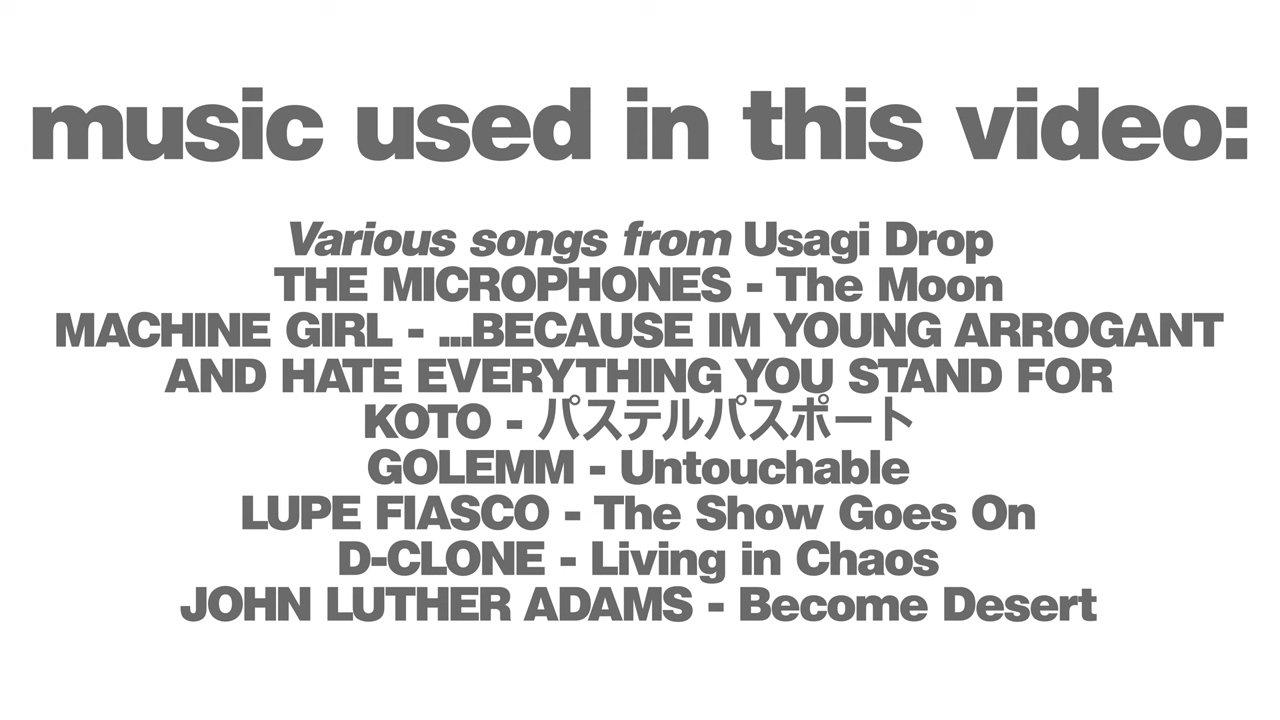 music used in this video:
Various songs from Usagi Drop
THE MICROPHONES - The Moon
MACHINE GIRL - ...BECAUSE IM YOUNG ARROGANT
AND HATE EVERYTHING YOU STAND FOR
KOTO - パステルパスポート
GOLEMM - Untouchable
LUPE FIASCO - The Show Goes On
D-CLONE - Living in Chaos
JOHN LUTHER ADAMS - Become Desert